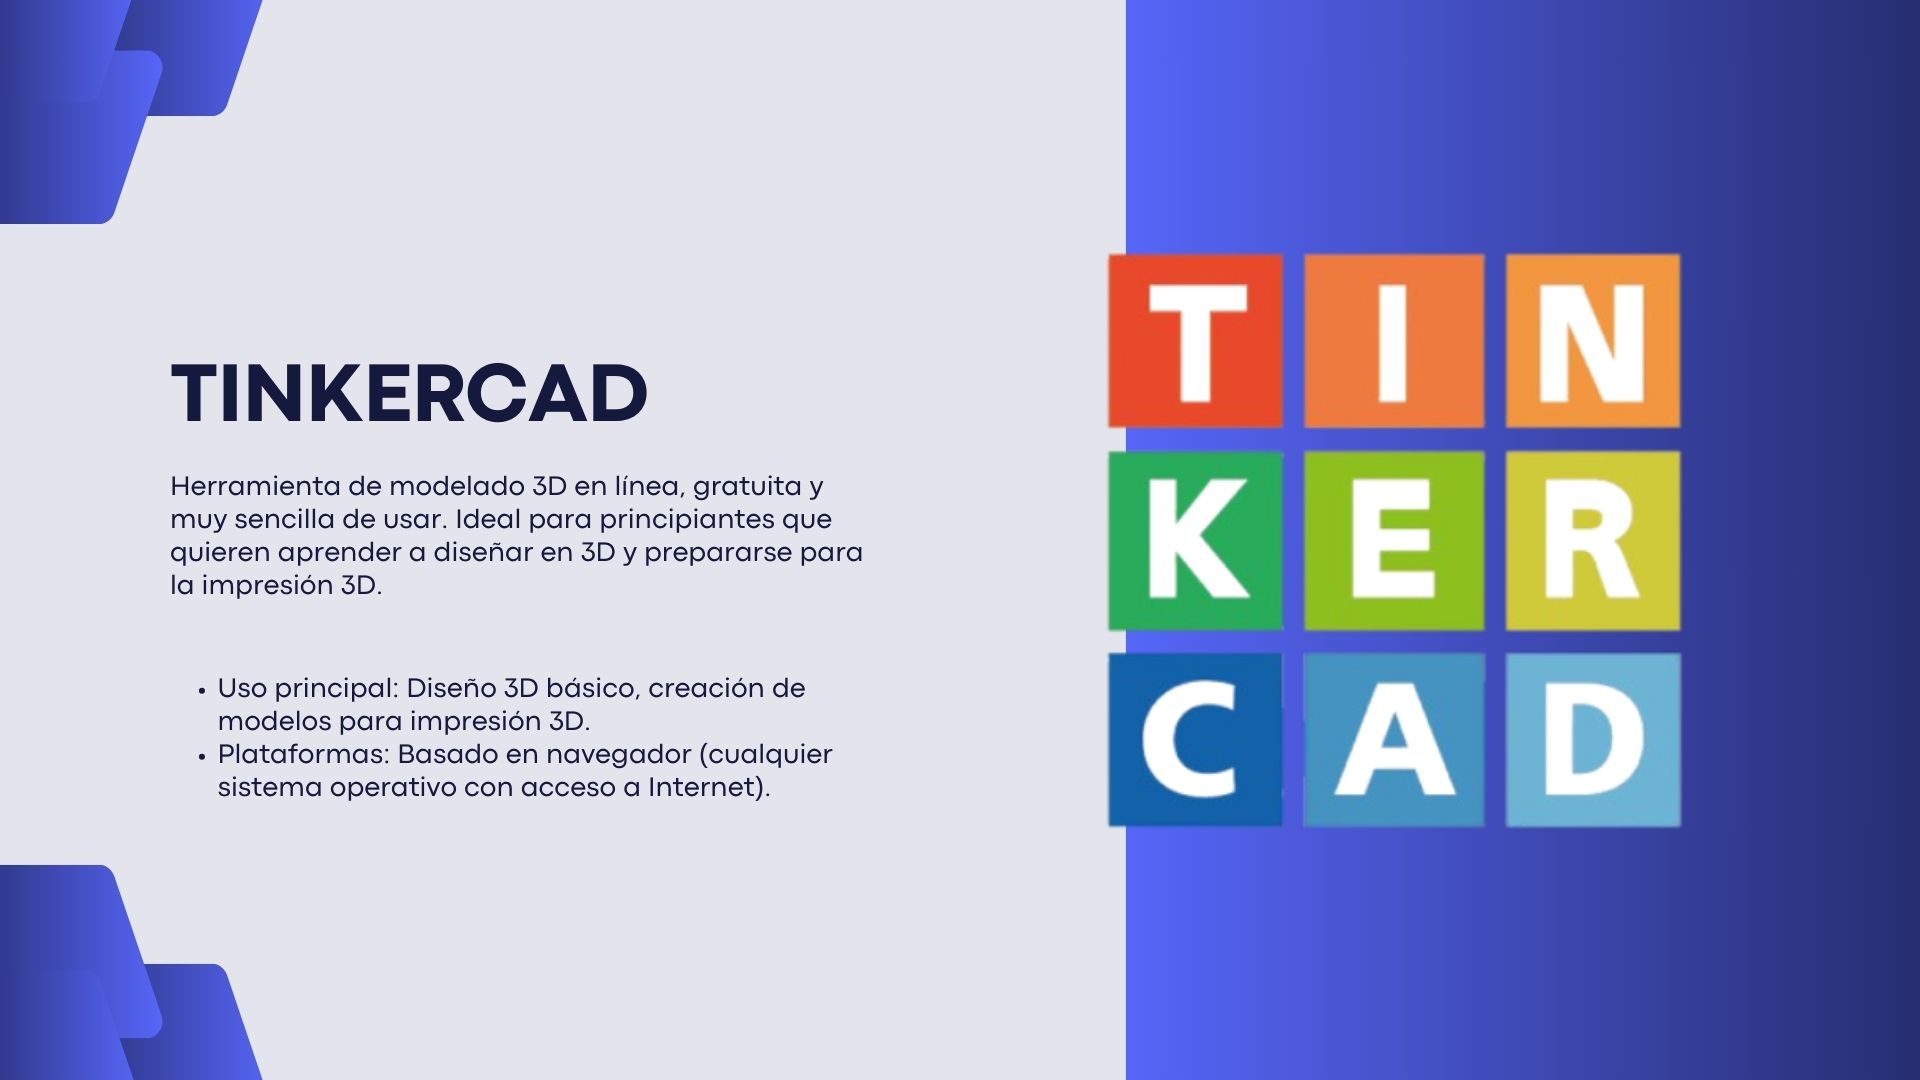 TINKERCAD
Herramienta de modelado 3D en línea, gratuita y
muy sencilla de usar. Ideal para principiantes que
quieren aprender a diseñar en 3D y prepararse para
la impresión 3D.
• Uso principal: Diseño 3D básico, creación de
modelos para impresión 3D.
• Plataformas: Basado en navegador (cualquier
sistema operativo con acceso a Internet).
TIN
KER
CAD